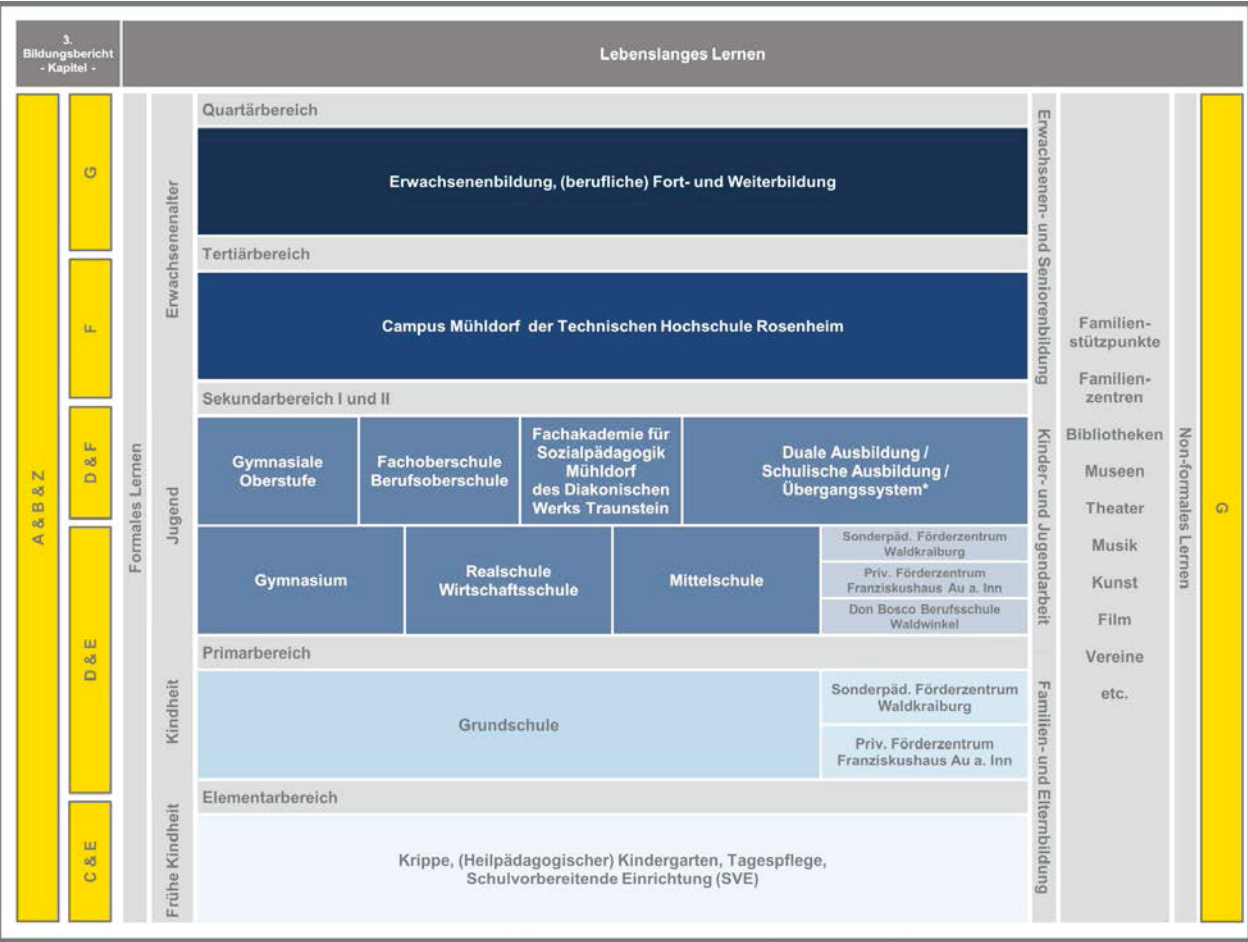 3.
Bildungsbericht
- Kapitel -
Lebenslanges Lernen
A & B & Z
G
F
D & F
D & E
C & E
Formales Lernen
Erwachsenenalter
Jugend
Kindheit
Frühe Kindheit
Quartärbereich
Erwachsenenbildung, (berufliche) Fort- und Weiterbildung
Tertiärbereich
Campus Mühldorf der Technischen Hochschule Rosenheim
Sekundarbereich I und II
Gymnasiale
Oberstufe
Fachoberschule
Berufsoberschule
Fachakademie für
Sozialpädagogik
Mühldorf
des Diakonischen
Werks Traunstein
Duale Ausbildung /
Schulische Ausbildung /
Übergangssystem*
Gymnasium
Realschule
Wirtschaftsschule
Mittelschule
Sonderpäd. Förderzentrum
Waldkraiburg
Priv. Förderzentrum
Franziskushaus Au a. Inn
Don Bosco Berufsschule
Waldwinkel
Primarbereich
Grundschule
Sonderpäd. Förderzentrum
Waldkraiburg
Priv. Förderzentrum
Franziskushaus Au a. Inn
Elementarbereich
Krippe, (Heilpädagogischer) Kindergarten, Tagespflege,
Schulvorbereitende Einrichtung (SVE)
Erwachsenen- und Seniorenbildung
Kinder- und Jugendarbeit
Familien- und Elternbildung
Familien-
stützpunkte
Familien-
zentren
Bibliotheken
Museen
Theater
Musik
Kunst
Film
Vereine
etc.
Non-formales Lernen
G